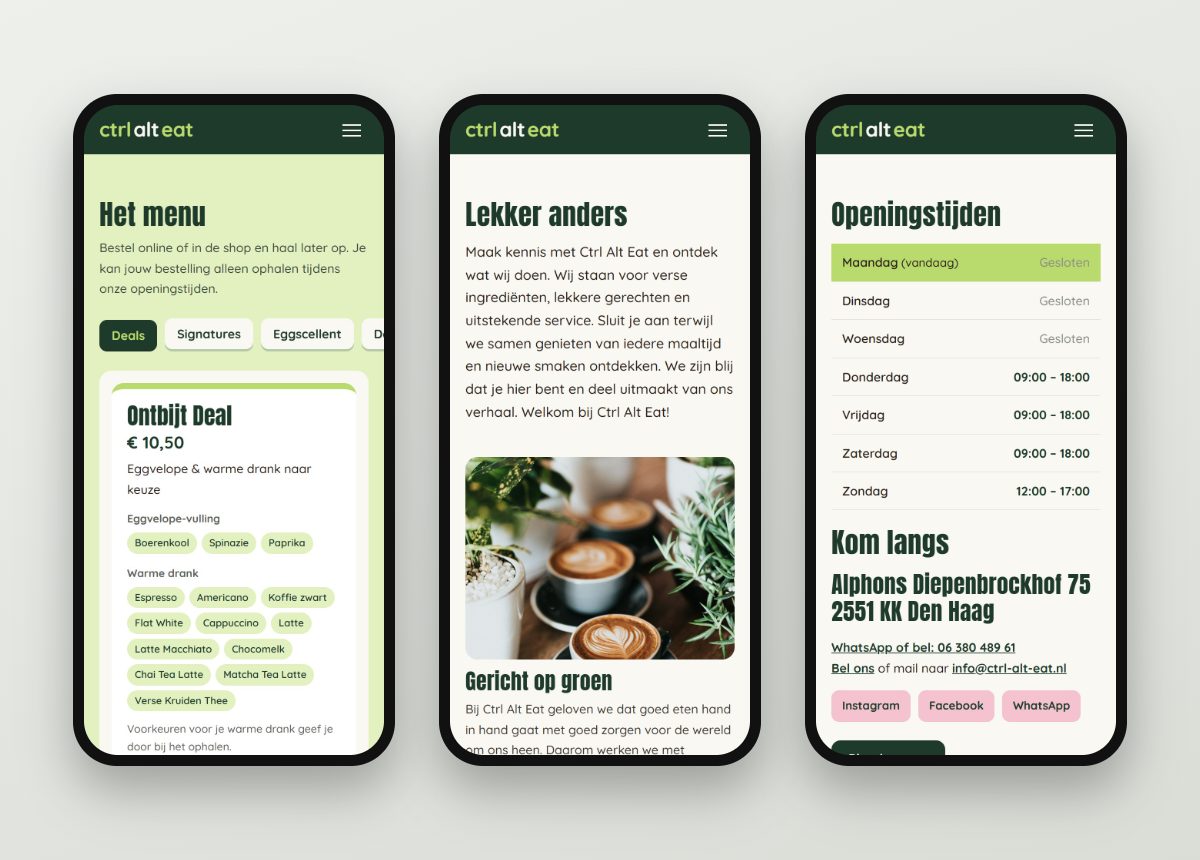 ctrl alt eat
Het menu
Bestel online of in de shop en haal later op. Je
kan jouw bestelling alleen ophalen tijdens
onze openingstijden.
Deals Signatures Eggscellent
Ontbijt Deal
€ 10,50
Eggvelope & warme drank naar
keuze
Eggvelope-vulling
Boerenkool Spinazie Paprika
Warme drank
Espresso Americano Koffie zwart
Flat White Cappuccino Latte
Latte Macchiato Chocomelk
Chai Tea Latte Matcha Tea Latte
Verse Kruiden Thee
Voorkeuren voor je warme drank geef je
door bij het ophalen.
ctrl alt eat
Lekker anders
Maak kennis met Ctrl Alt Eat en ontdek
wat wij doen. Wij staan voor verse
ingrediënten, lekkere gerechten en
uitstekende service. Sluit je aan terwijl
we samen genieten van iedere maaltijd
en nieuwe smaken ontdekken. We zijn blij
dat je hier bent en deel uitmaakt van ons
verhaal. Welkom bij Ctrl Alt Eat!
Gericht op groen
Bij Ctrl Alt Eat geloven we dat goed eten hand
in hand gaat met goed zorgen voor de wereld
om ons heen. Daarom werken we met
ctrl alt eat
Openingstijden
Maandag (vandaag) Gesloten
Dinsdag Gesloten
Woensdag Gesloten
Donderdag 09:00 – 18:00
Vrijdag 09:00 – 18:00
Zaterdag 09:00 – 18:00
Zondag 12:00 – 17:00
Kom langs
Alphons Diepenbrockhof 75
2551 KK Den Haag
WhatsApp of bel: 06 380 489 61
Bel ons of mail naar info@ctrl-alt-eat.nl
Instagram Facebook WhatsApp